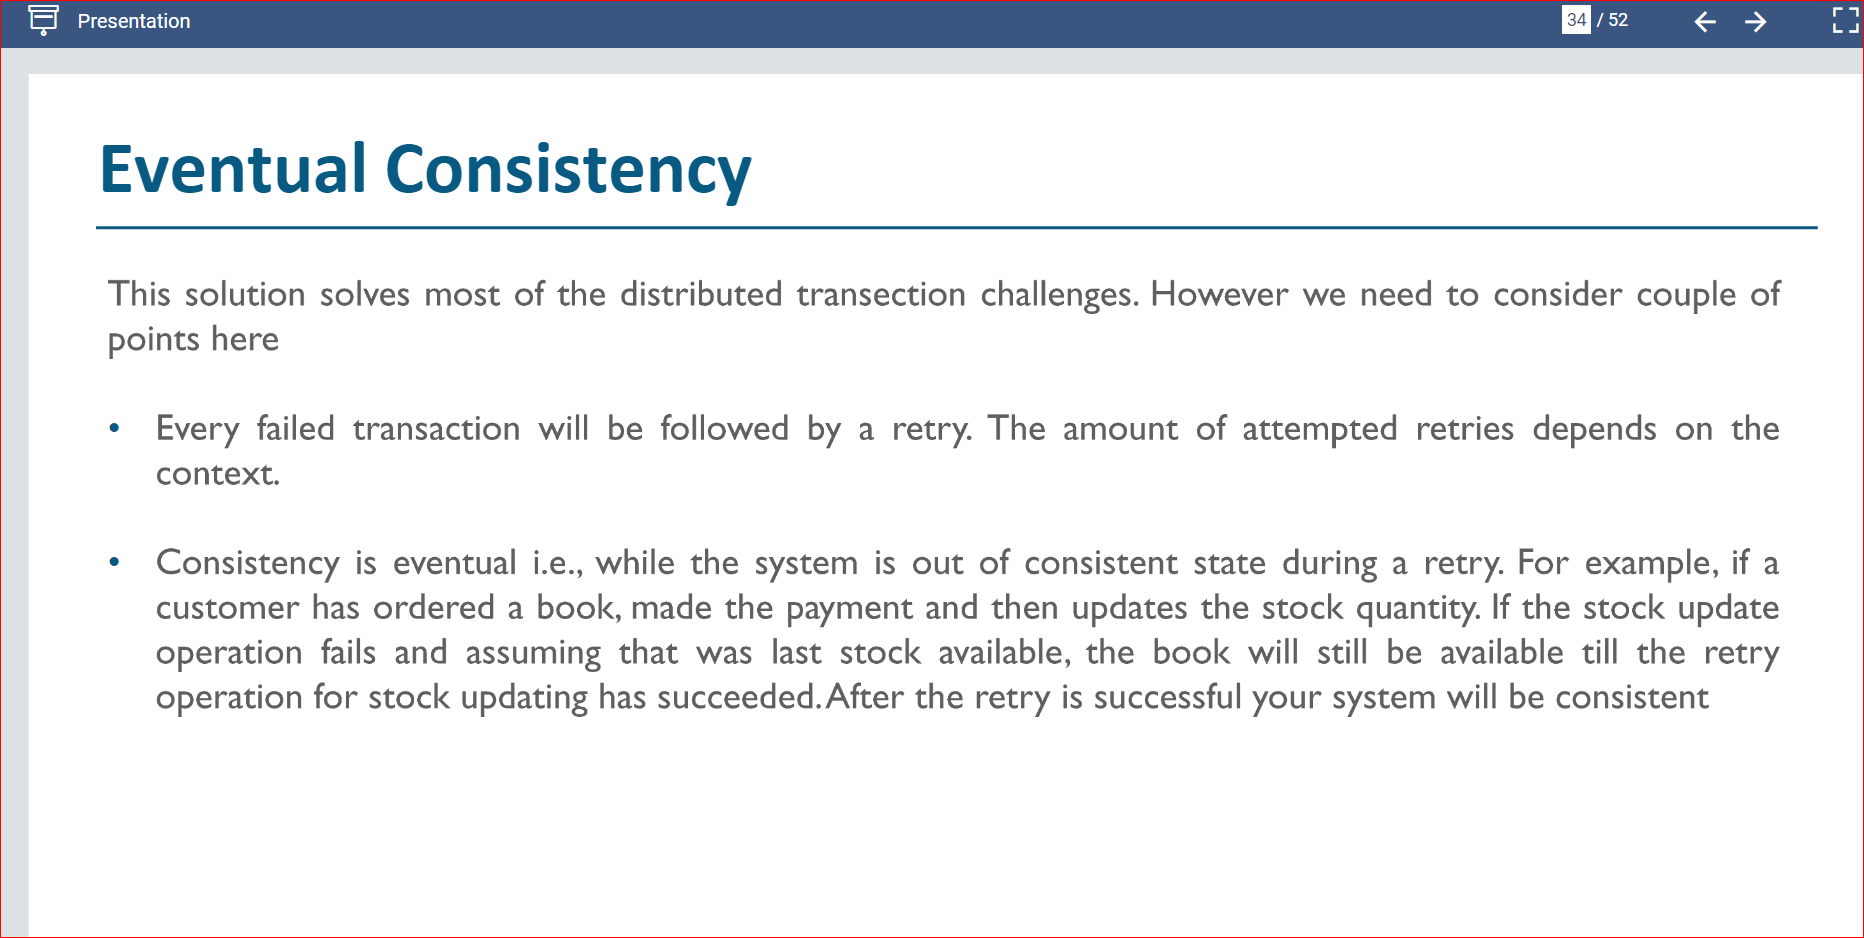 Presentation
34 / 52
Eventual Consistency
This solution solves most of the distributed transection challenges. However we need to consider couple of
points here
• Every failed transaction will be followed by a retry. The amount of attempted retries depends on the
context.
• Consistency is eventual i.e., while the system is out of consistent state during a retry. For example, if a
customer has ordered a book, made the payment and then updates the stock quantity. If the stock update
operation fails and assuming that was last stock available, the book will still be available till the retry
operation for stock updating has succeeded. After the retry is successful your system will be consistent